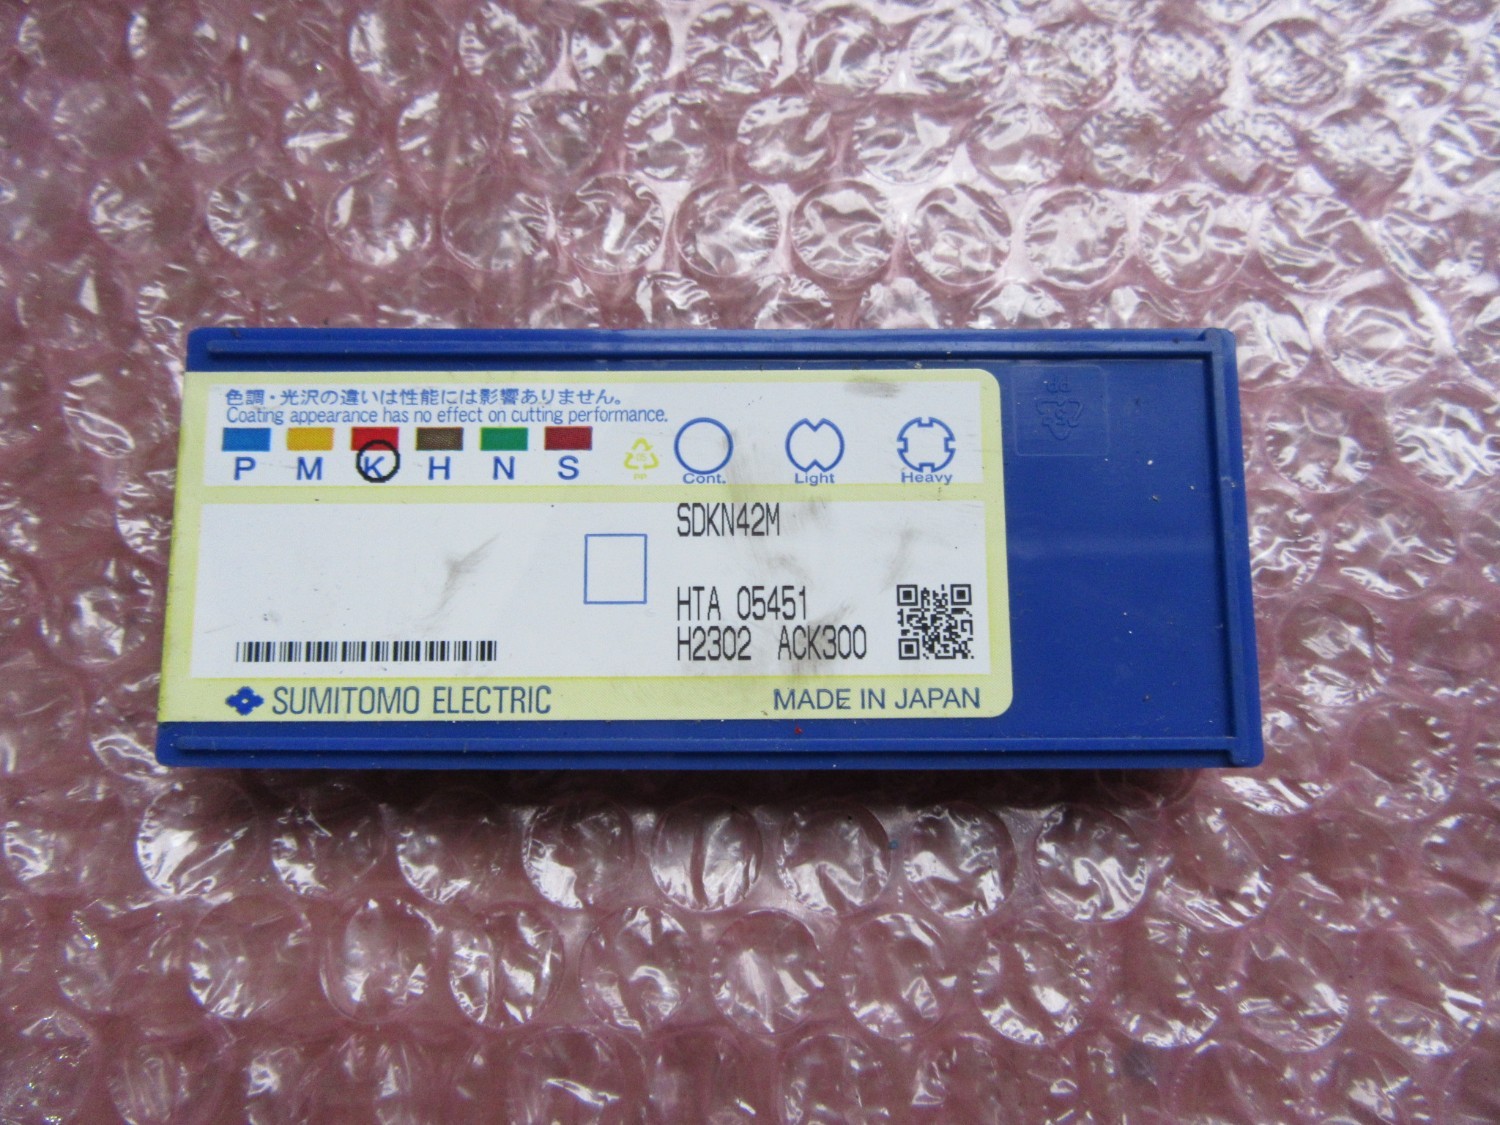 色調・光沢の違いは性能には影響ありません。
Coating appearance has no effect on cutting performance.
P M K H N S
05
PP
Cont. Light Heavy
SDKN42M
HTA 05451
H2302 ACK300
SUMITOMO ELECTRIC
MADE IN JAPAN